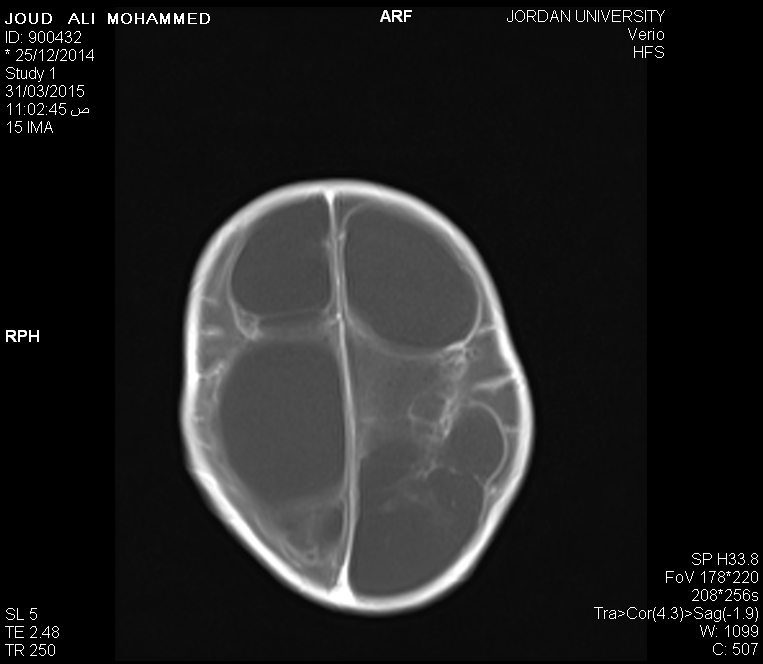 JOUD ALI MOHAMMED
ID: 900432
* 25/12/2014
Study 1
31/03/2015
11:02:45 ص
15 IMA
ARF
JORDAN UNIVERSITY
Verio
HFS
RPH
SL 5
TE 2.48
TR 250
SP H33.8
FoV 178*220
208*256s
Tra>Cor(4.3)>Sag(-1.9)
W: 1099
C: 507